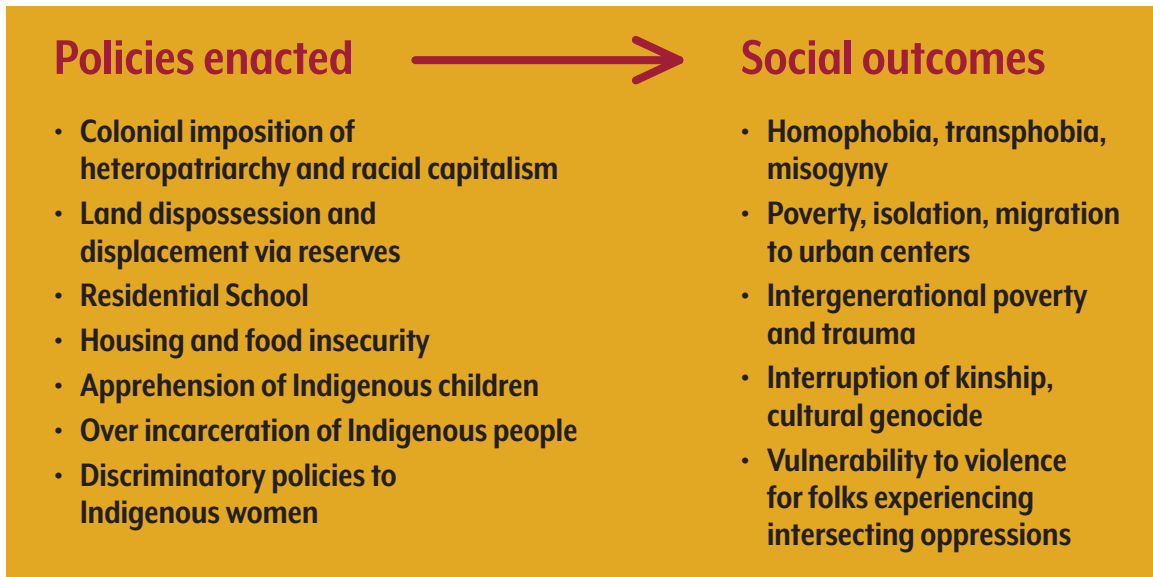 Policies enacted
• Colonial imposition of
heteropatriarchy and racial capitalism
• Land dispossession and
displacement via reserves
• Residential School
• Housing and food insecurity
• Apprehension of Indigenous children
• Over incarceration of Indigenous people
• Discriminatory policies to
Indigenous women
Social outcomes
• Homophobia, transphobia,
misogyny
• Poverty, isolation, migration
to urban centers
• Intergenerational poverty
and trauma
• Interruption of kinship,
cultural genocide
• Vulnerability to violence
for folks experiencing
intersecting oppressions